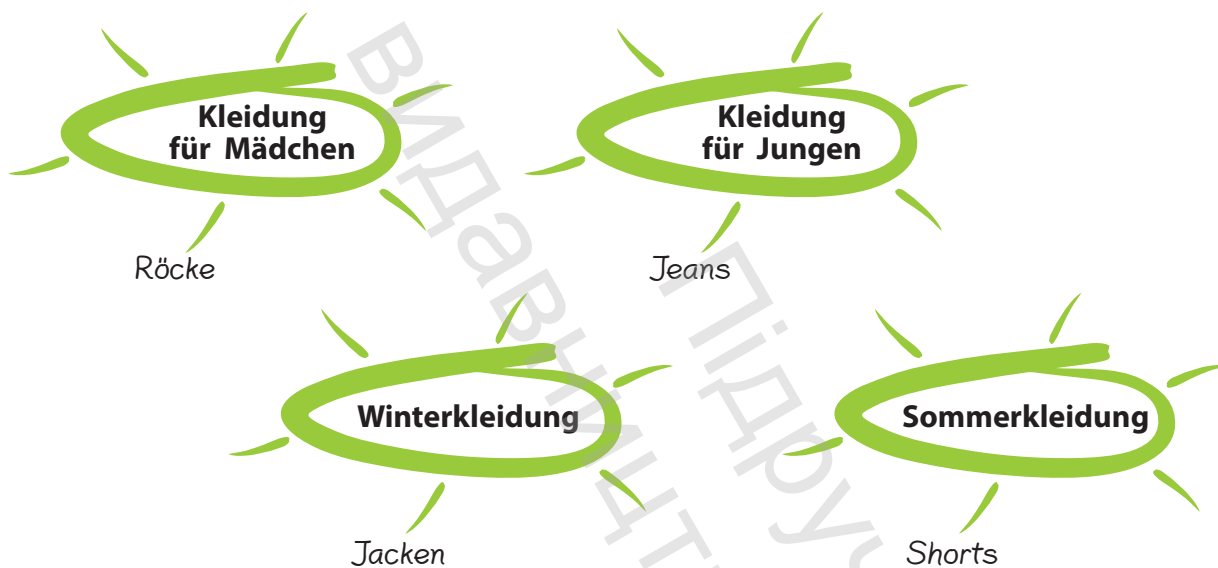 Kleidung
für Mädchen
Kleidung
für Jungen
Röcke
Jeans
Winterkleidung
Sommerkleidung
Jacken
Shorts